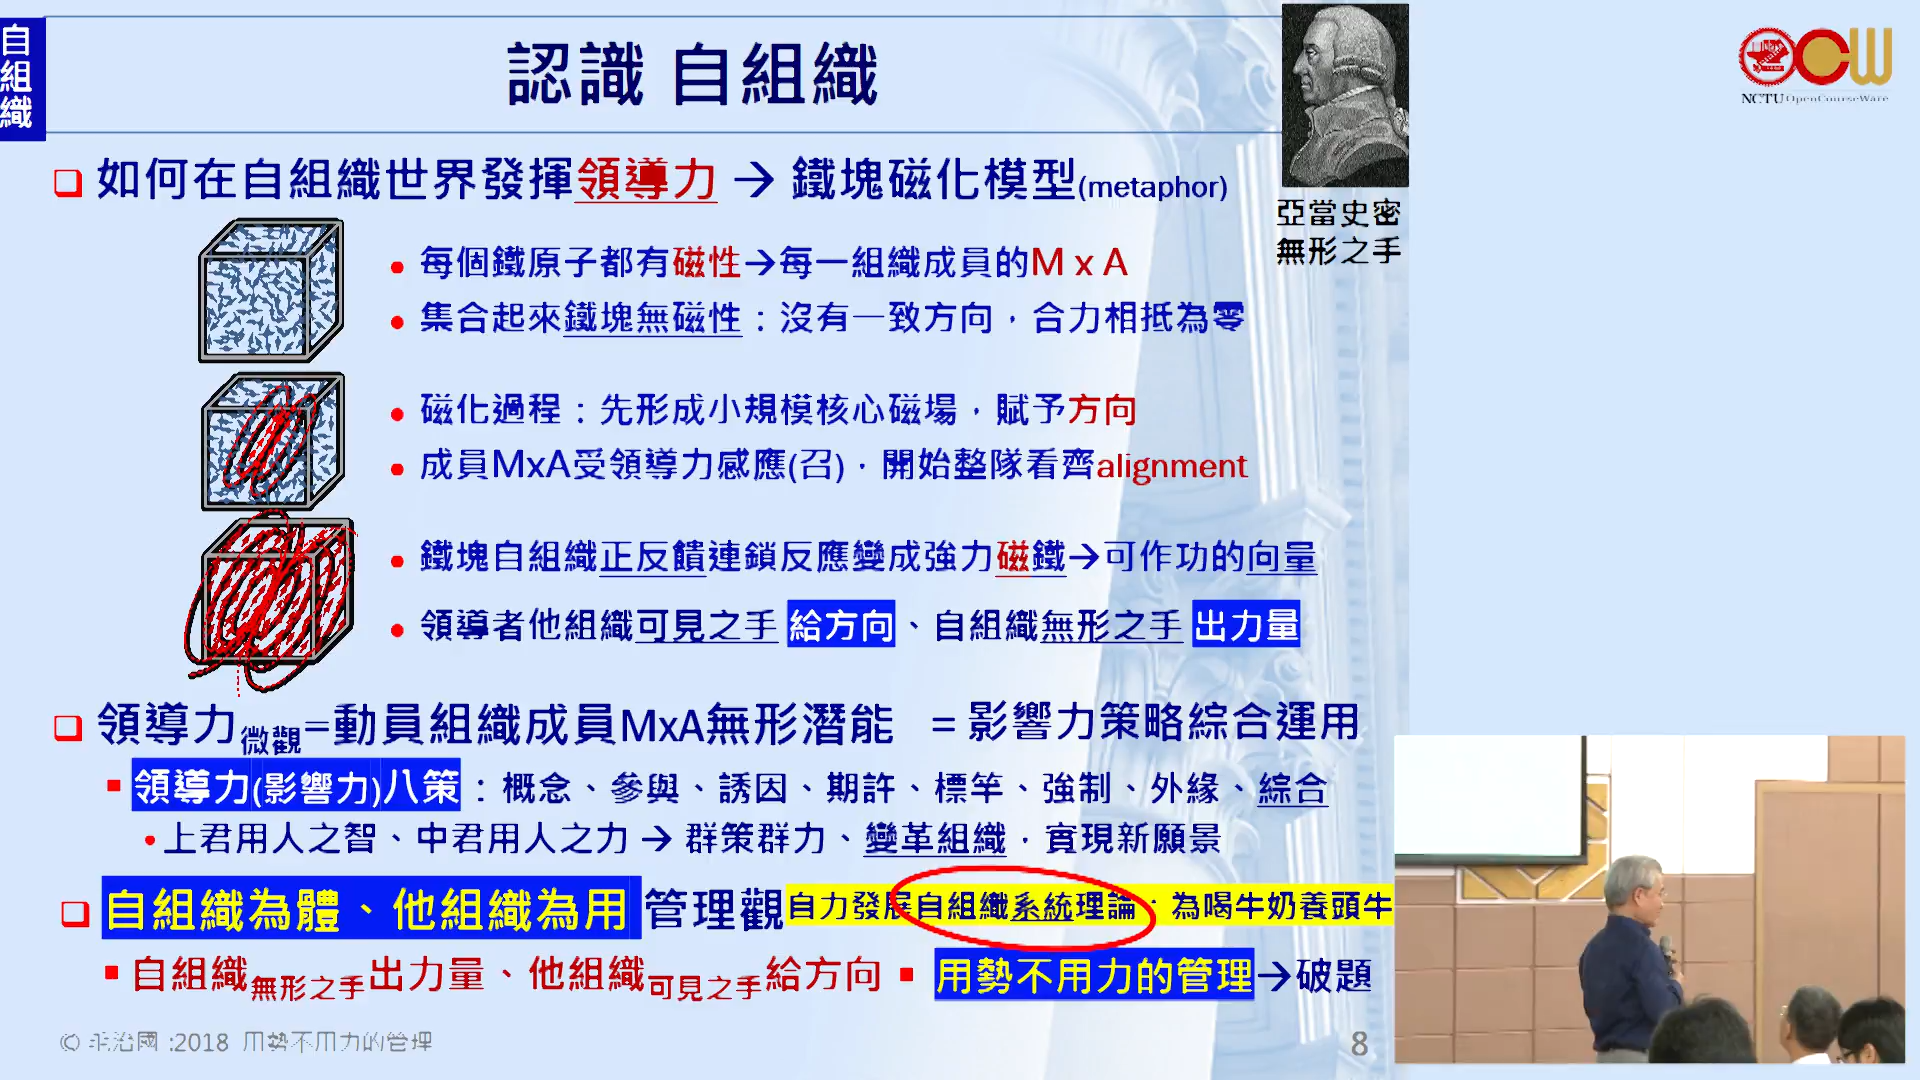 自組織
認識 自組織
NCTU OpenCourseWare
❑ 如何在自組織世界發揮領導力 → 鐵塊磁化模型(metaphor)
亞當史密
無形之手
• 每個鐵原子都有磁性→每一組織成員的M x A
• 集合起來鐵塊無磁性：沒有一致方向，合力相抵為零
• 磁化過程：先形成小規模核心磁場，賦予方向
• 成員MxA受領導力感應(召)，開始整隊看齊alignment
• 鐵塊自組織正反饋連鎖反應變成強力磁鐵→可作功的向量
• 領導者他組織可見之手 給方向、自組織無形之手 出力量
❑ 領導力微觀=動員組織成員MxA無形潛能 = 影響力策略綜合運用
▪ 領導力(影響力)八策：概念、參與、誘因、期許、標竿、強制、外緣、綜合
• 上君用人之智、中君用人之力 → 群策群力、變革組織，實現新願景
❑ 自組織為體、他組織為用 管理觀 自力發展自組織系統理論：為喝牛奶養頭牛
▪ 自組織無形之手出力量、他組織可見之手給方向 ▪ 用勢不用力的管理→破題
© 毛治國 :2018 用勢不用力的管理
8